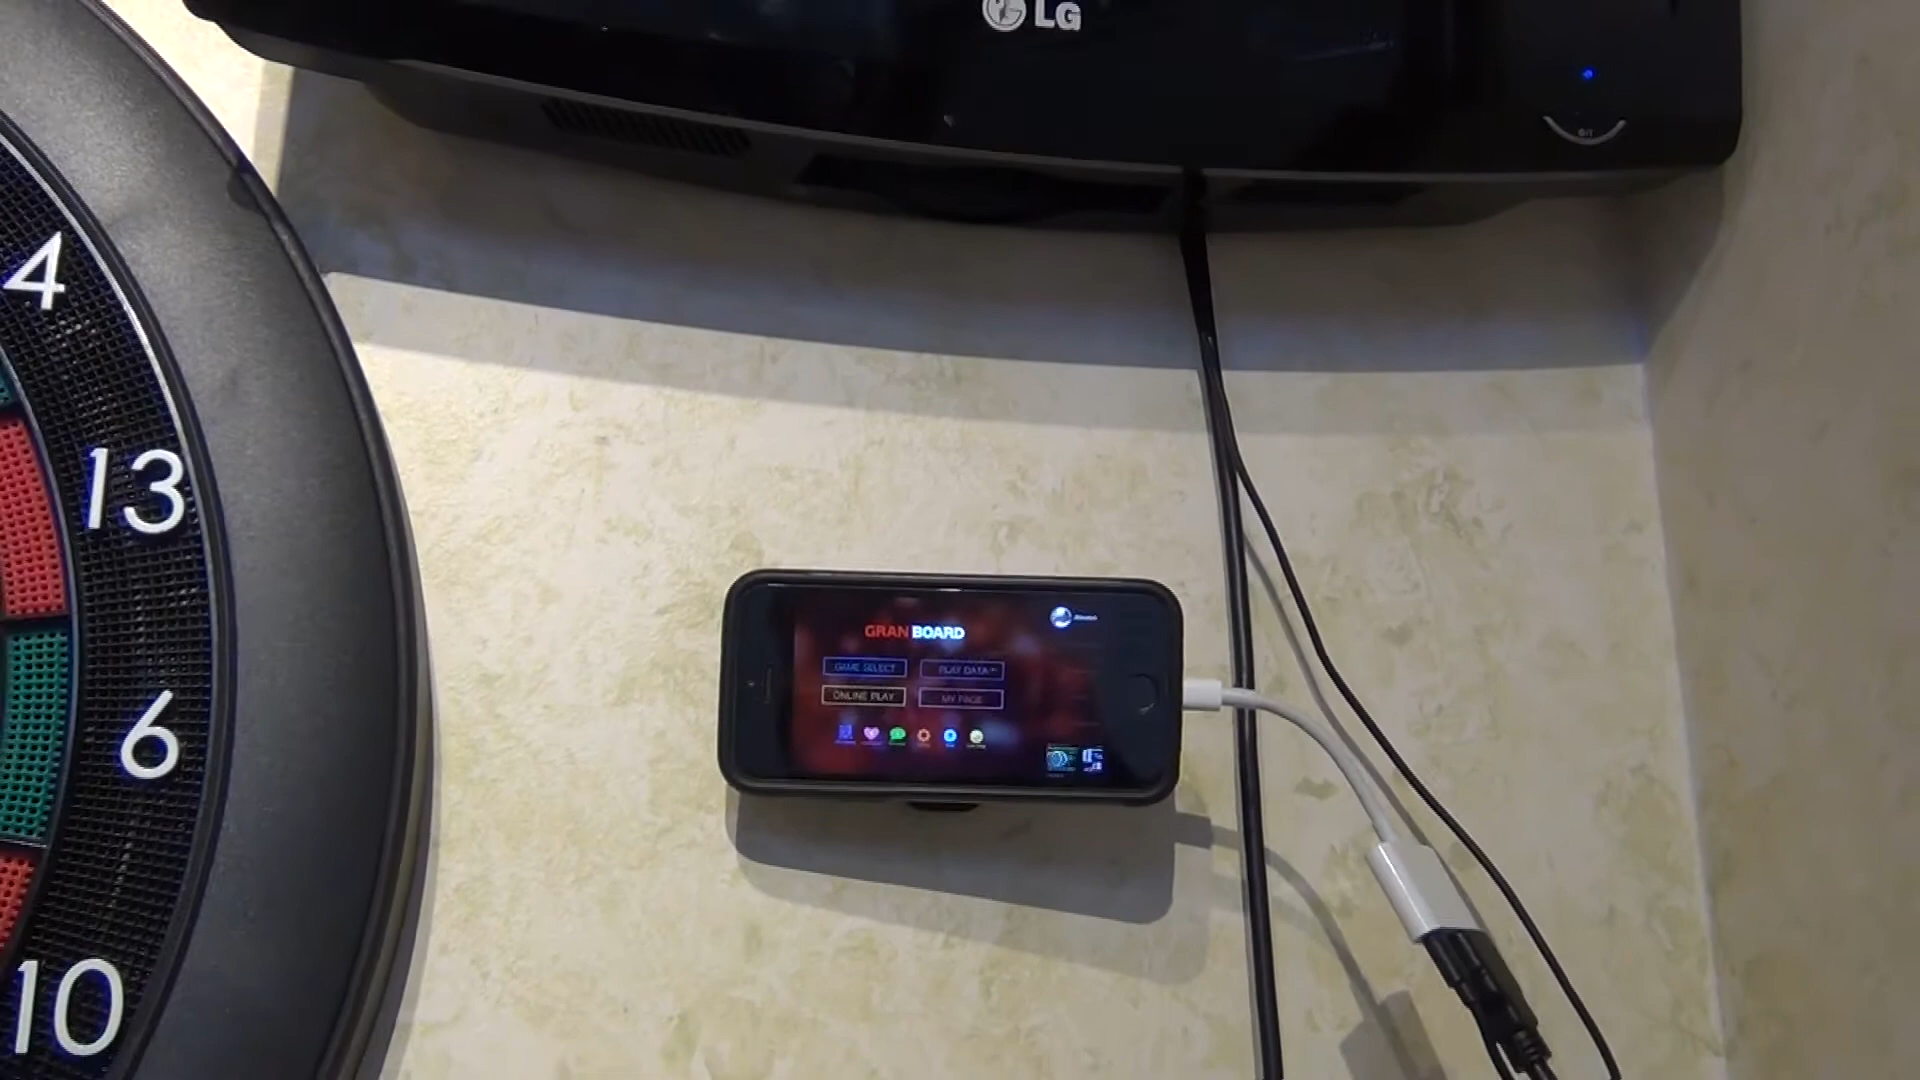 LG
4
13
6
10
GRAN BOARD
GAME SELECT
PLAY DATA
ONLINE PLAY
MY PAGE